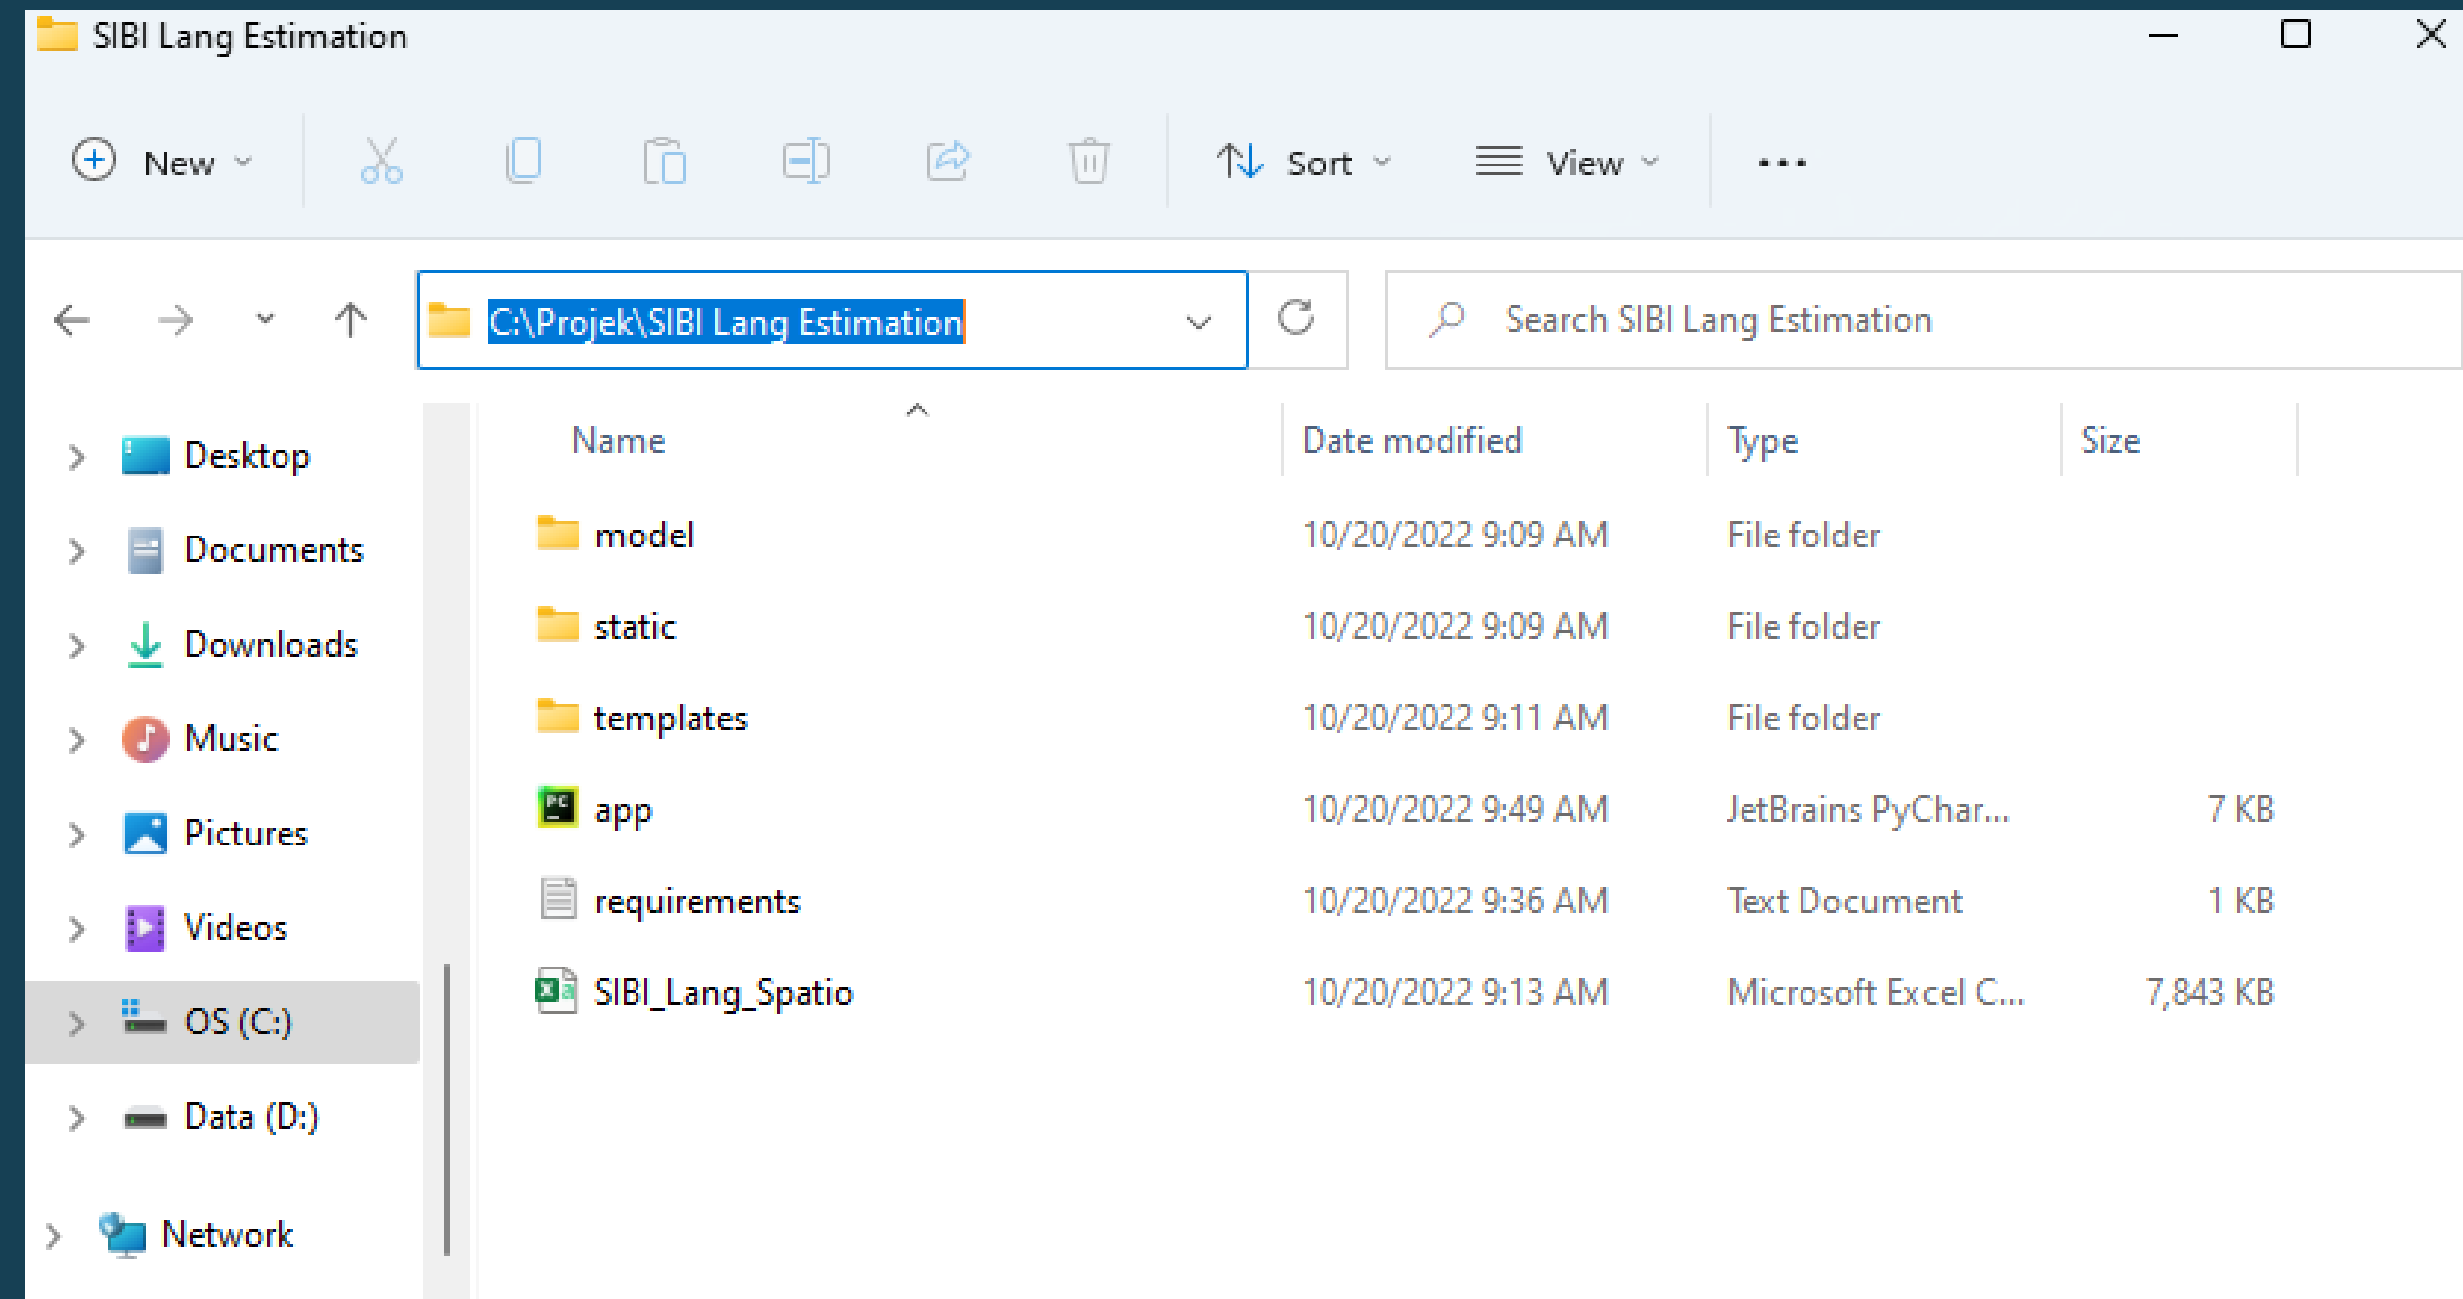 SIBI Lang Estimation
New Sort View
C:\Projek\SIBI Lang Estimation Search SIBI Lang Estimation
Name Date modified Type Size
Desktop
Documents
Downloads
Music
Pictures
Videos
OS (C:)
Data (D:)
Network
model 10/20/2022 9:09 AM File folder
static 10/20/2022 9:09 AM File folder
templates 10/20/2022 9:11 AM File folder
app 10/20/2022 9:49 AM JetBrains PyChar... 7 KB
requirements 10/20/2022 9:36 AM Text Document 1 KB
SIBI_Lang_Spatio 10/20/2022 9:13 AM Microsoft Excel C... 7,843 KB